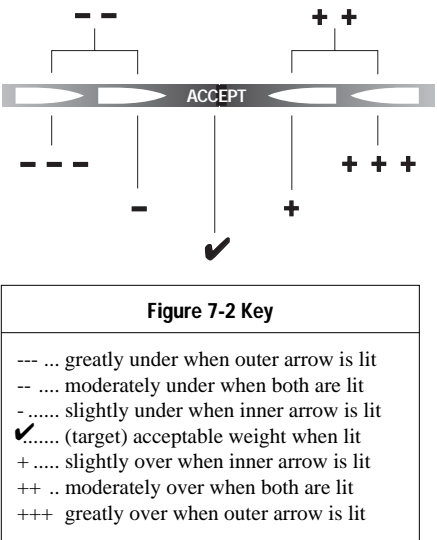 -- ++
ACCEPT
--- +++
- +
✔
Figure 7-2 Key
--- ... greatly under when outer arrow is lit
-- .... moderately under when both are lit
- ...... slightly under when inner arrow is lit
✔....... (target) acceptable weight when lit
+ ..... slightly over when inner arrow is lit
++ .. moderately over when both are lit
+++ greatly over when outer arrow is lit